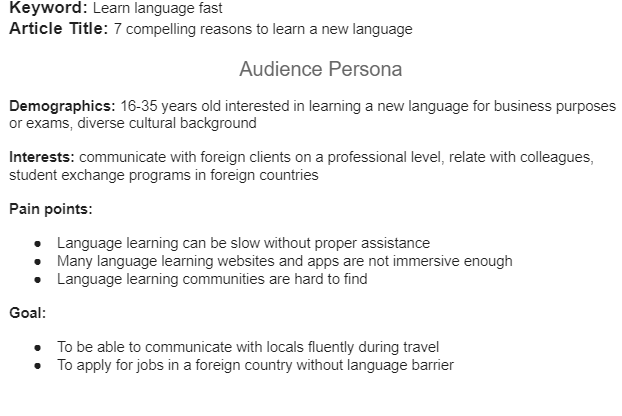 Keyword: Learn language fast
Article Title: 7 compelling reasons to learn a new language
Audience Persona
Demographics: 16-35 years old interested in learning a new language for business purposes
or exams, diverse cultural background
Interests: communicate with foreign clients on a professional level, relate with colleagues,
student exchange programs in foreign countries
Pain points:
● Language learning can be slow without proper assistance
● Many language learning websites and apps are not immersive enough
● Language learning communities are hard to find
Goal:
● To be able to communicate with locals fluently during travel
● To apply for jobs in a foreign country without language barrier